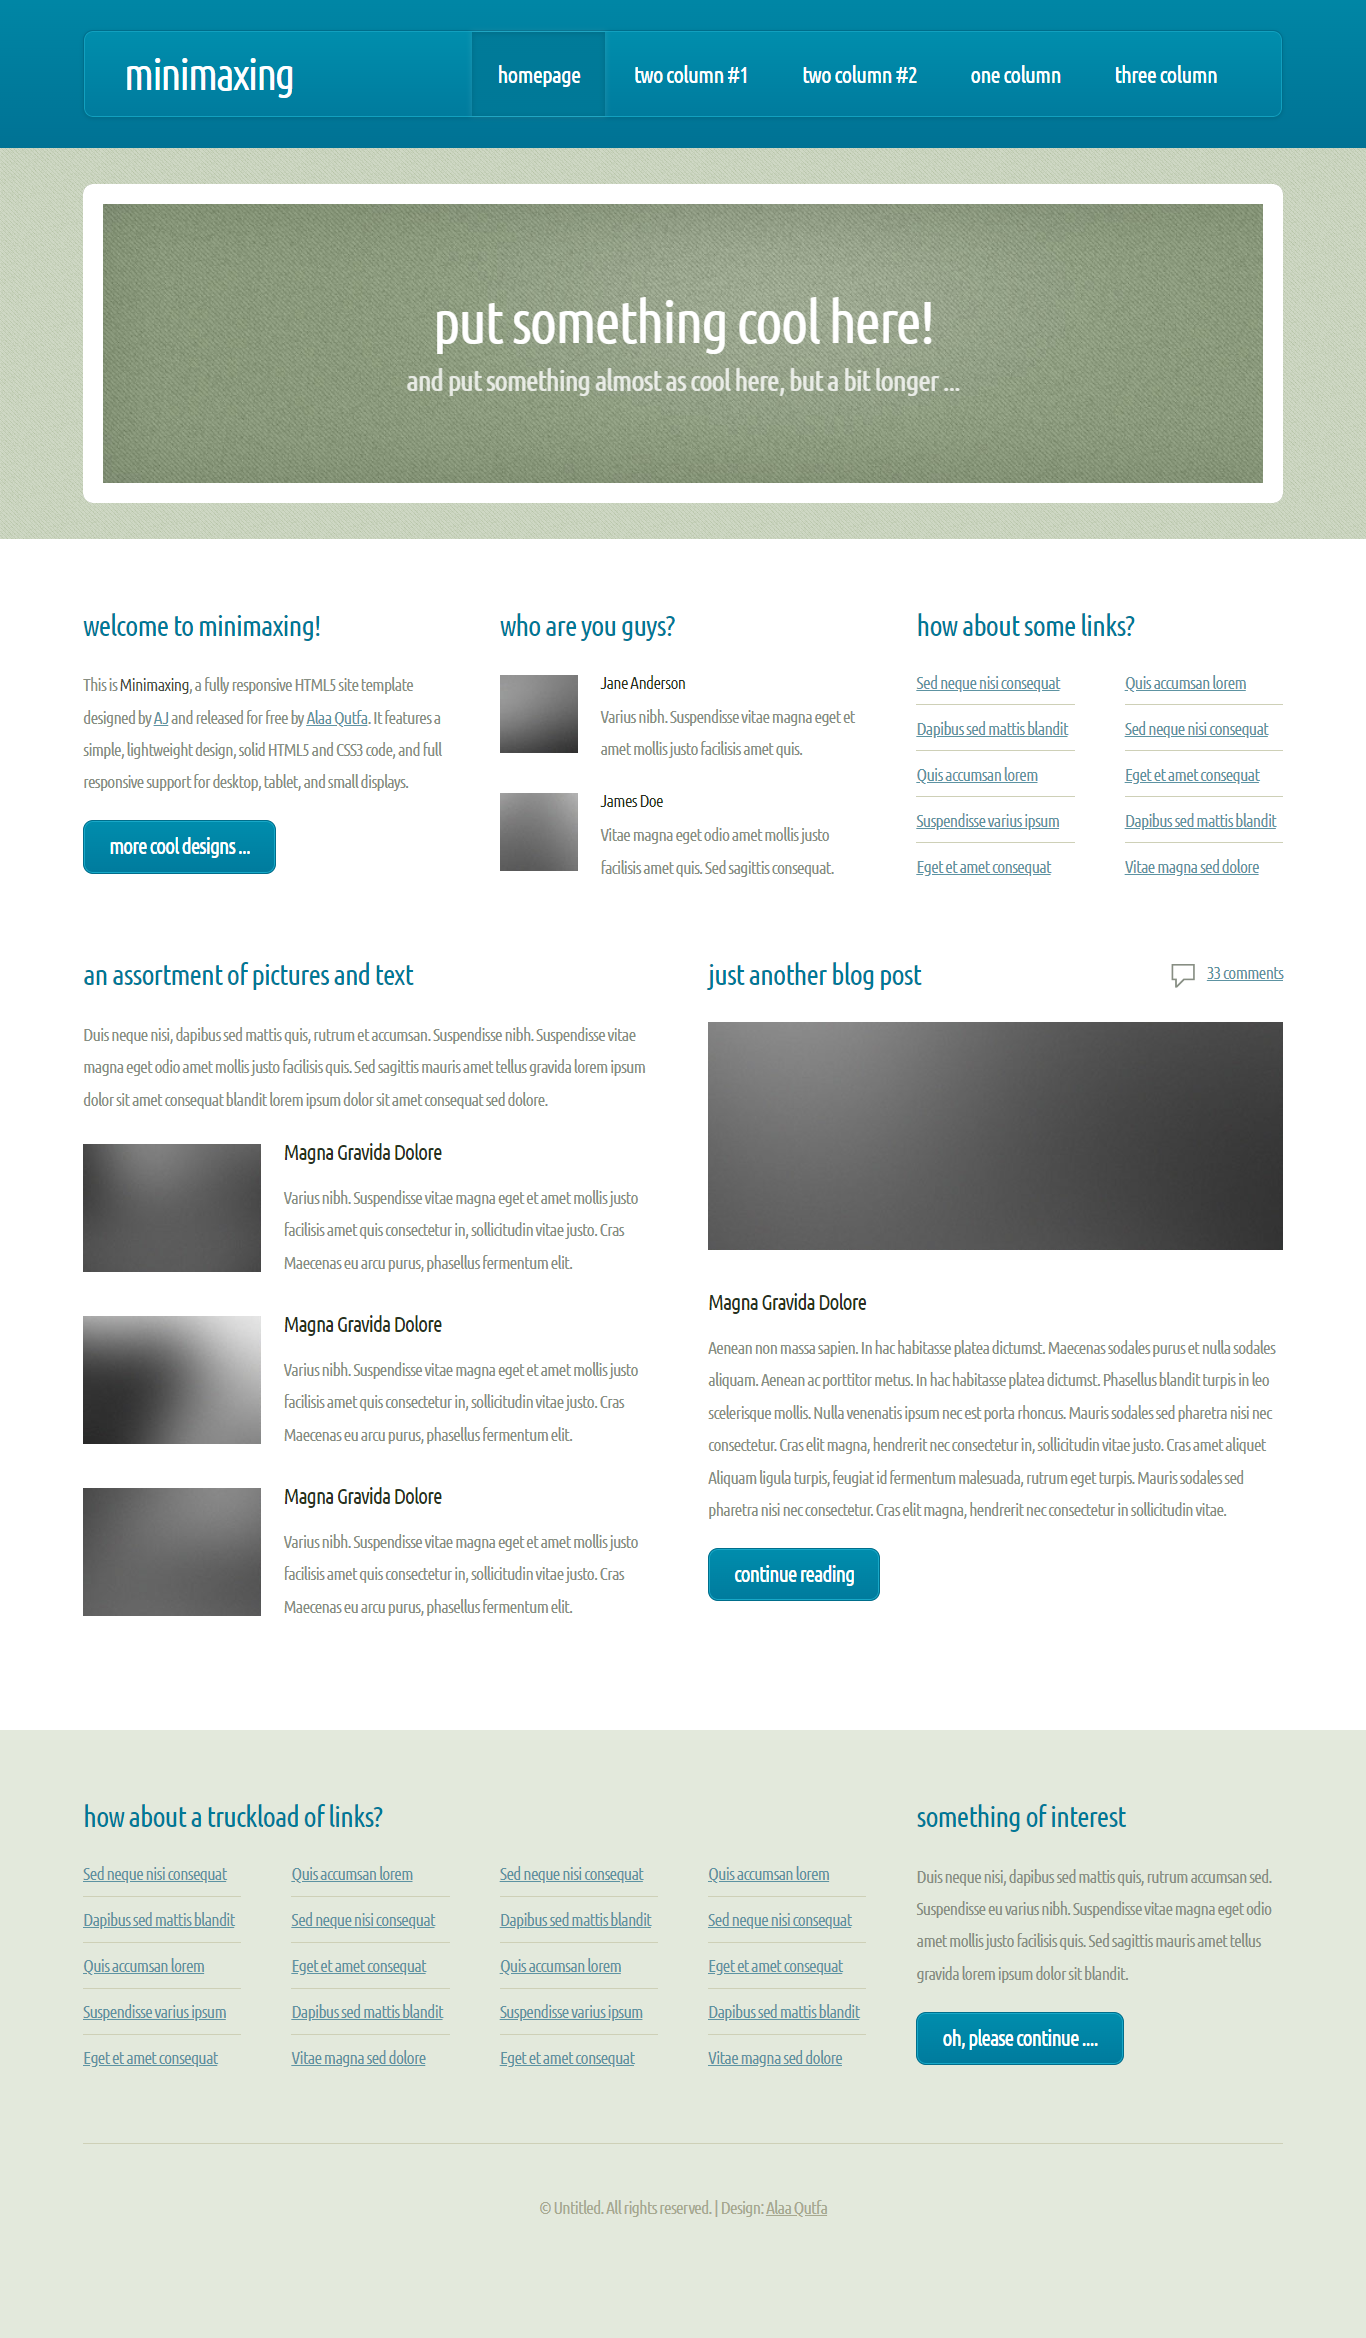 minimaxing
homepage
two column #1
two column #2
one column
three column
put something cool here!
and put something almost as cool here, but a bit longer ...
welcome to minimaxing!
This is Minimaxing, a fully responsive HTML5 site template
designed by AJ and released for free by Alaa Qutfa. It features a
simple, lightweight design, solid HTML5 and CSS3 code, and full
responsive support for desktop, tablet, and small displays.
more cool designs ...
who are you guys?
Jane Anderson
Varius nibh. Suspendisse vitae magna eget et
amet mollis justo facilisis amet quis.
James Doe
Vitae magna eget odio amet mollis justo
facilisis amet quis. Sed sagittis consequat.
how about some links?
Sed neque nisi consequat
Dapibus sed mattis blandit
Quis accumsan lorem
Suspendisse varius ipsum
Eget et amet consequat
Quis accumsan lorem
Sed neque nisi consequat
Eget et amet consequat
Dapibus sed mattis blandit
Vitae magna sed dolore
an assortment of pictures and text
Duis neque nisi, dapibus sed mattis quis, rutrum et accumsan. Suspendisse nibh. Suspendisse vitae
magna eget odio amet mollis justo facilisis quis. Sed sagittis mauris amet tellus gravida lorem ipsum
dolor sit amet consequat blandit lorem ipsum dolor sit amet consequat sed dolore.
Magna Gravida Dolore
Varius nibh. Suspendisse vitae magna eget et amet mollis justo
facilisis amet quis consectetur in, sollicitudin vitae justo. Cras
Maecenas eu arcu purus, phasellus fermentum elit.
Magna Gravida Dolore
Varius nibh. Suspendisse vitae magna eget et amet mollis justo
facilisis amet quis consectetur in, sollicitudin vitae justo. Cras
Maecenas eu arcu purus, phasellus fermentum elit.
Magna Gravida Dolore
Varius nibh. Suspendisse vitae magna eget et amet mollis justo
facilisis amet quis consectetur in, sollicitudin vitae justo. Cras
Maecenas eu arcu purus, phasellus fermentum elit.
just another blog post
33 comments
Magna Gravida Dolore
Aenean non massa sapien. In hac habitasse platea dictumst. Maecenas sodales purus et nulla sodales
aliquam. Aenean ac porttitor metus. In hac habitasse platea dictumst. Phasellus blandit turpis in leo
scelerisque mollis. Nulla venenatis ipsum nec est porta rhoncus. Mauris sodales sed pharetra nisi nec
consectetur. Cras elit magna, hendrerit nec consectetur in, sollicitudin vitae justo. Cras amet aliquet
Aliquam ligula turpis, feugiat id fermentum malesuada, rutrum eget turpis. Mauris sodales sed
pharetra nisi nec consectetur. Cras elit magna, hendrerit nec consectetur in sollicitudin vitae.
continue reading
how about a truckload of links?
Sed neque nisi consequat
Dapibus sed mattis blandit
Quis accumsan lorem
Suspendisse varius ipsum
Eget et amet consequat
Quis accumsan lorem
Sed neque nisi consequat
Eget et amet consequat
Dapibus sed mattis blandit
Vitae magna sed dolore
Sed neque nisi consequat
Dapibus sed mattis blandit
Quis accumsan lorem
Suspendisse varius ipsum
Eget et amet consequat
Quis accumsan lorem
Sed neque nisi consequat
Eget et amet consequat
Dapibus sed mattis blandit
Vitae magna sed dolore
something of interest
Duis neque nisi, dapibus sed mattis quis, rutrum accumsan sed.
Suspendisse eu varius nibh. Suspendisse vitae magna eget odio
amet mollis justo facilisis quis. Sed sagittis mauris amet tellus
gravida lorem ipsum dolor sit blandit.
oh, please continue ....
© Untitled. All rights reserved. | Design: Alaa Qutfa